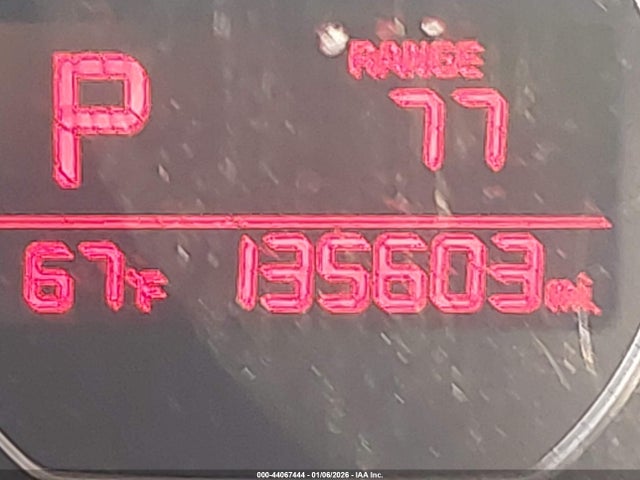 P
RANGE
77
67°F 135603 mi.
000-44067444 - 01/06/2026 - IAA Inc.